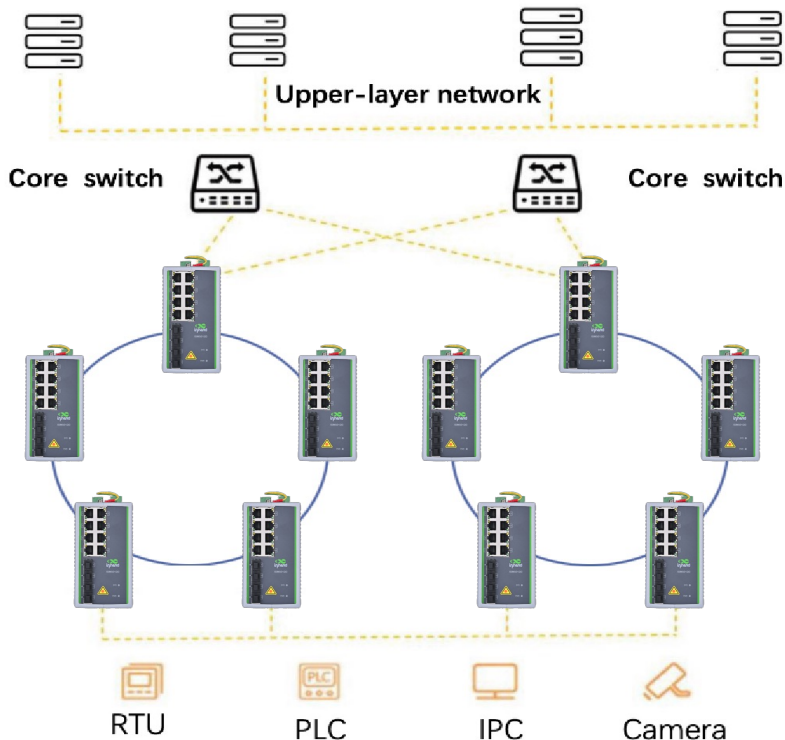 Upper-layer network
Core switch
Core switch
PLC
RTU
PLC
IPC
Camera